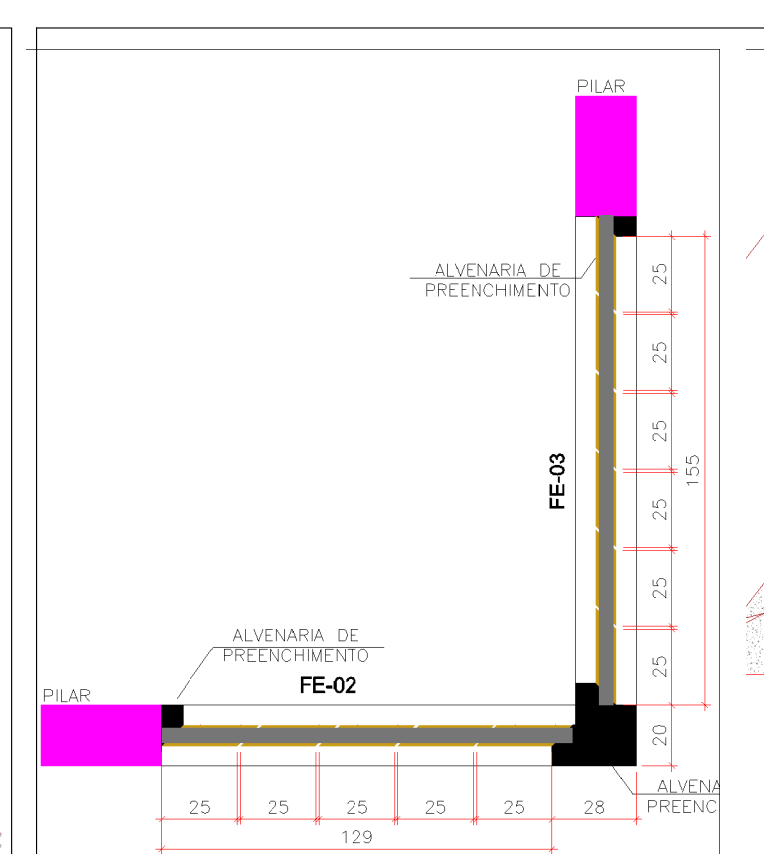 PILAR
ALVENARIA DE
PREENCHIMENTO
25
25
25
25
25
25
155
20
FE-03
ALVENARIA DE
PREENCHIMENTO
FE-02
PILAR
ALVENA
PREENC
25
25
25
25
25
28
129